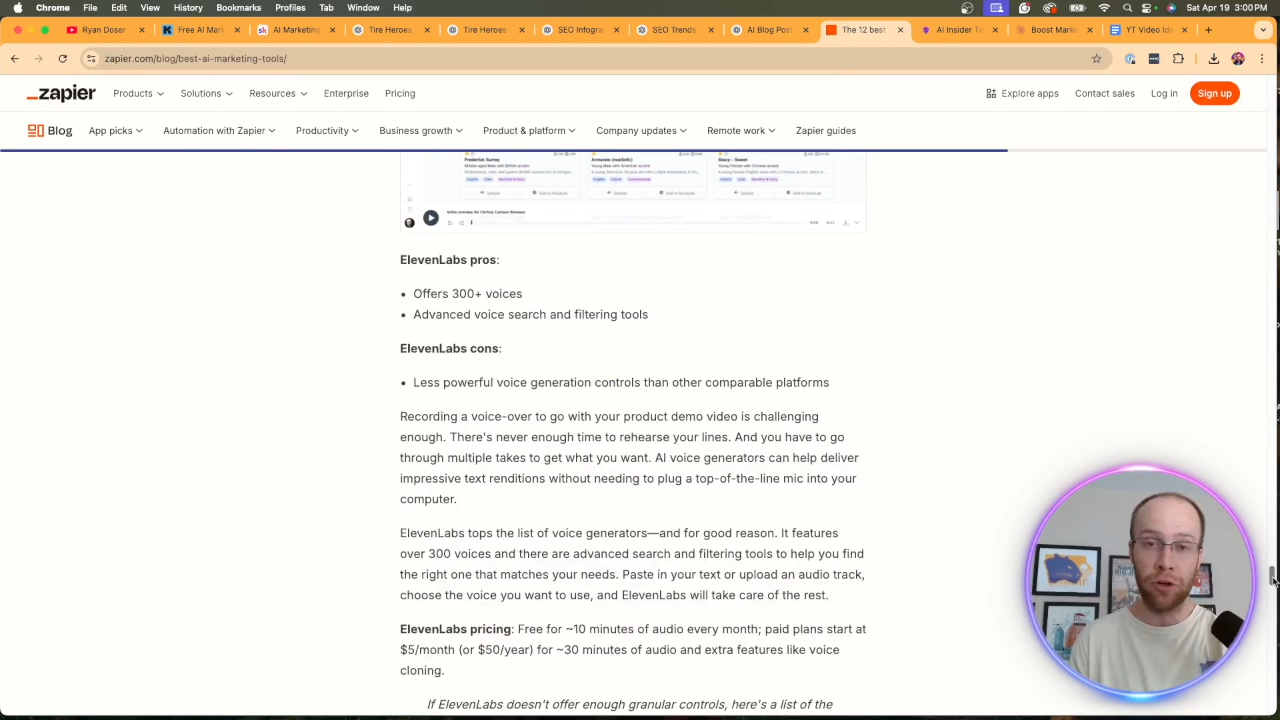 Chrome File Edit View History Bookmarks Profiles Tab Window Help
Ryan Doser
Free AI Mark
AI Marketing
Tire Heroes
Tire Heroes
SEO Infogra
SEO Trends
AI Blog Post
The 12 best
AI Insider Ti
Boost Marke
YT Video Ide
zapier.com/blog/best-ai-marketing-tools/
_zapier
Products
Solutions
Resources
Enterprise
Pricing
Explore apps
Contact sales
Log in
Sign up
Blog
App picks
Automation with Zapier
Productivity
Business growth
Product & platform
Company updates
Remote work
Zapier guides
Frederick Surrey
Middle-aged Man with British accent
ElevenLabs pros:
• Offers 300+ voices
• Advanced voice search and filtering tools
ElevenLabs cons:
• Less powerful voice generation controls than other comparable platforms
Recording a voice-over to go with your product demo video is challenging
enough. There's never enough time to rehearse your lines. And you have to go
through multiple takes to get what you want. AI voice generators can help deliver
impressive text renditions without needing to plug a top-of-the-line mic into your
computer.
ElevenLabs tops the list of voice generators—and for good reason. It features
over 300 voices and there are advanced search and filtering tools to help you find
the right one that matches your needs. Paste in your text or upload an audio track,
choose the voice you want to use, and ElevenLabs will take care of the rest.
ElevenLabs pricing: Free for ~10 minutes of audio every month; paid plans start at
$5/month (or $50/year) for ~30 minutes of audio and extra features like voice
cloning.
If ElevenLabs doesn't offer enough granular controls, here's a list of the